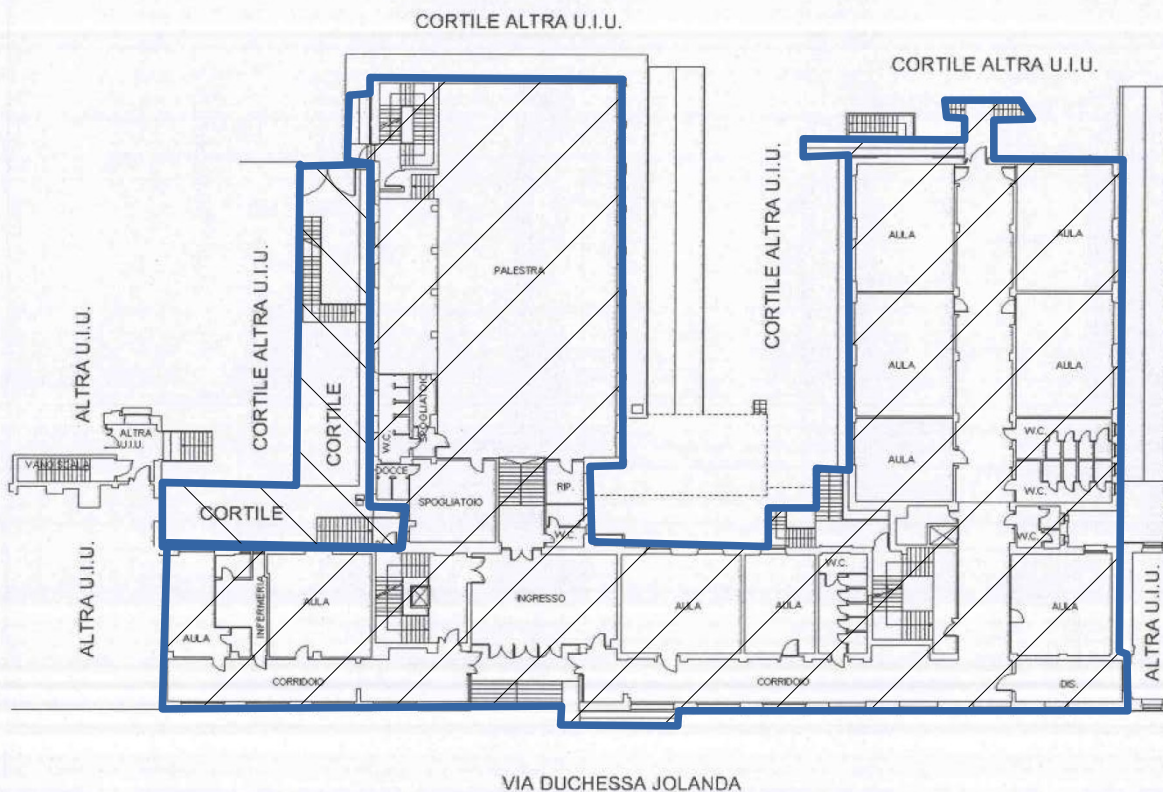 CORTILE ALTRA U.I.U.
CORTILE ALTRA U.I.U.
CORTILE ALTRA U.I.U.
AULA
AULA
PALESTRA
ALTRA U.I.U.
CORTILE ALTRA U.I.U.
CORTILE
AULA
AULA
ALTRA
U.I.U.
W.C.
SPOGLIATOIO
W.C.
VANO SCALA
DOCCE
SPOGLIATOIO
RIP.
AULA
W.C.
CORTILE
W.C.
W.C.
ALTRA U.I.U.
AULA
INFERMERIA
AULA
INGRESSO
AULA
AULA
W.C.
AULA
ALTRA U.I.U.
CORRIDOIO
CORRIDOIO
DIS.
VIA DUCHESSA JOLANDA